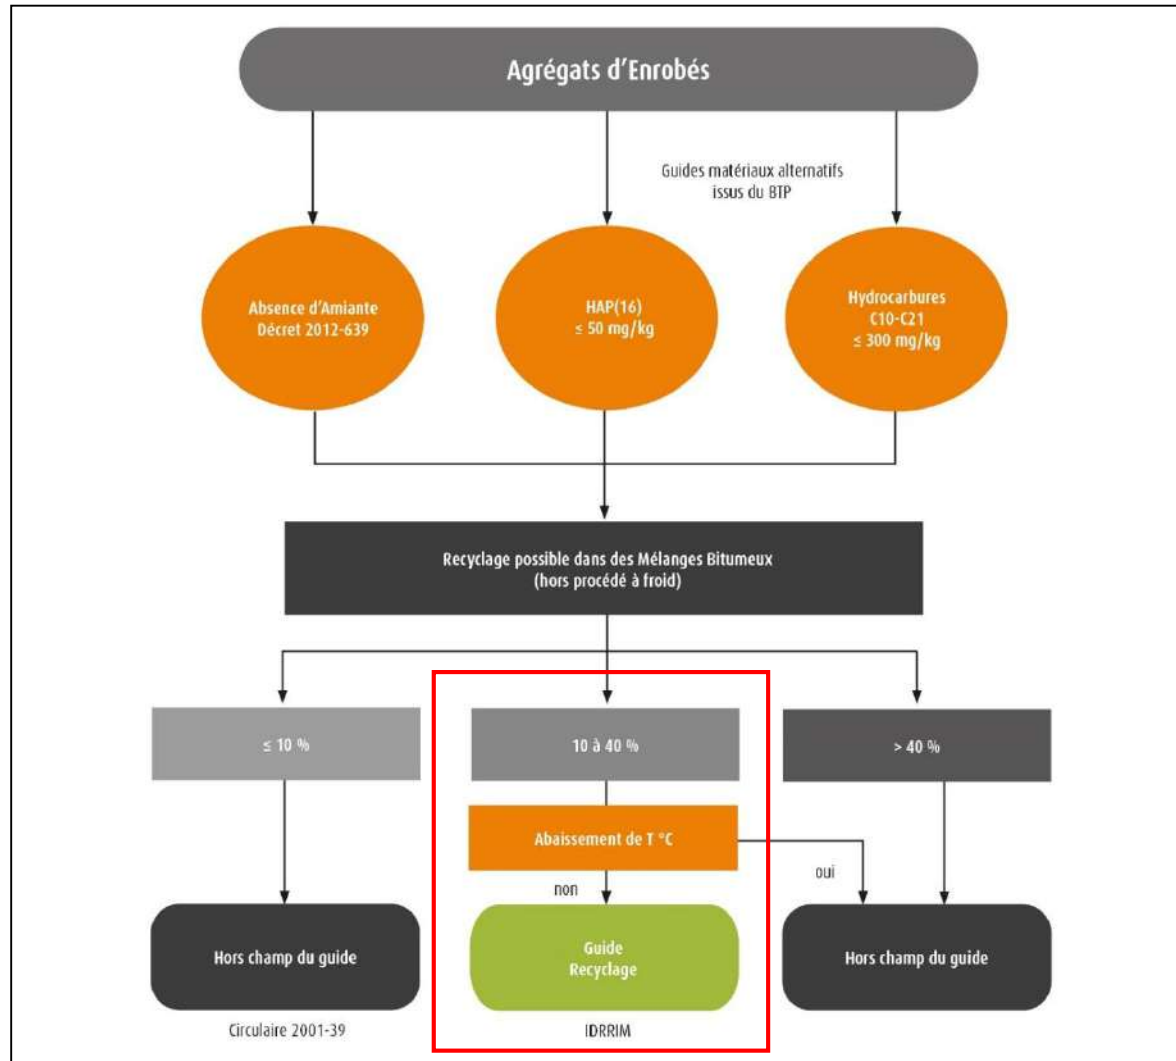 Agrégats d'Enrobés
Guides matériaux alternatifs
issus du BTP
Absence d'Amiante
Décret 2012-639
HAP(16)
≤ 50 mg/kg
Hydrocarbures
C10-C21
≤ 300 mg/kg
Recyclage possible dans des Mélanges Bitumeux
(hors procédé à froid)
≤ 10 %
10 à 40 %
> 40 %
Abaissement de T °C
non
oui
Hors champ du guide
Guide
Recyclage
Hors champ du guide
Circulaire 2001-39
IDRRIM